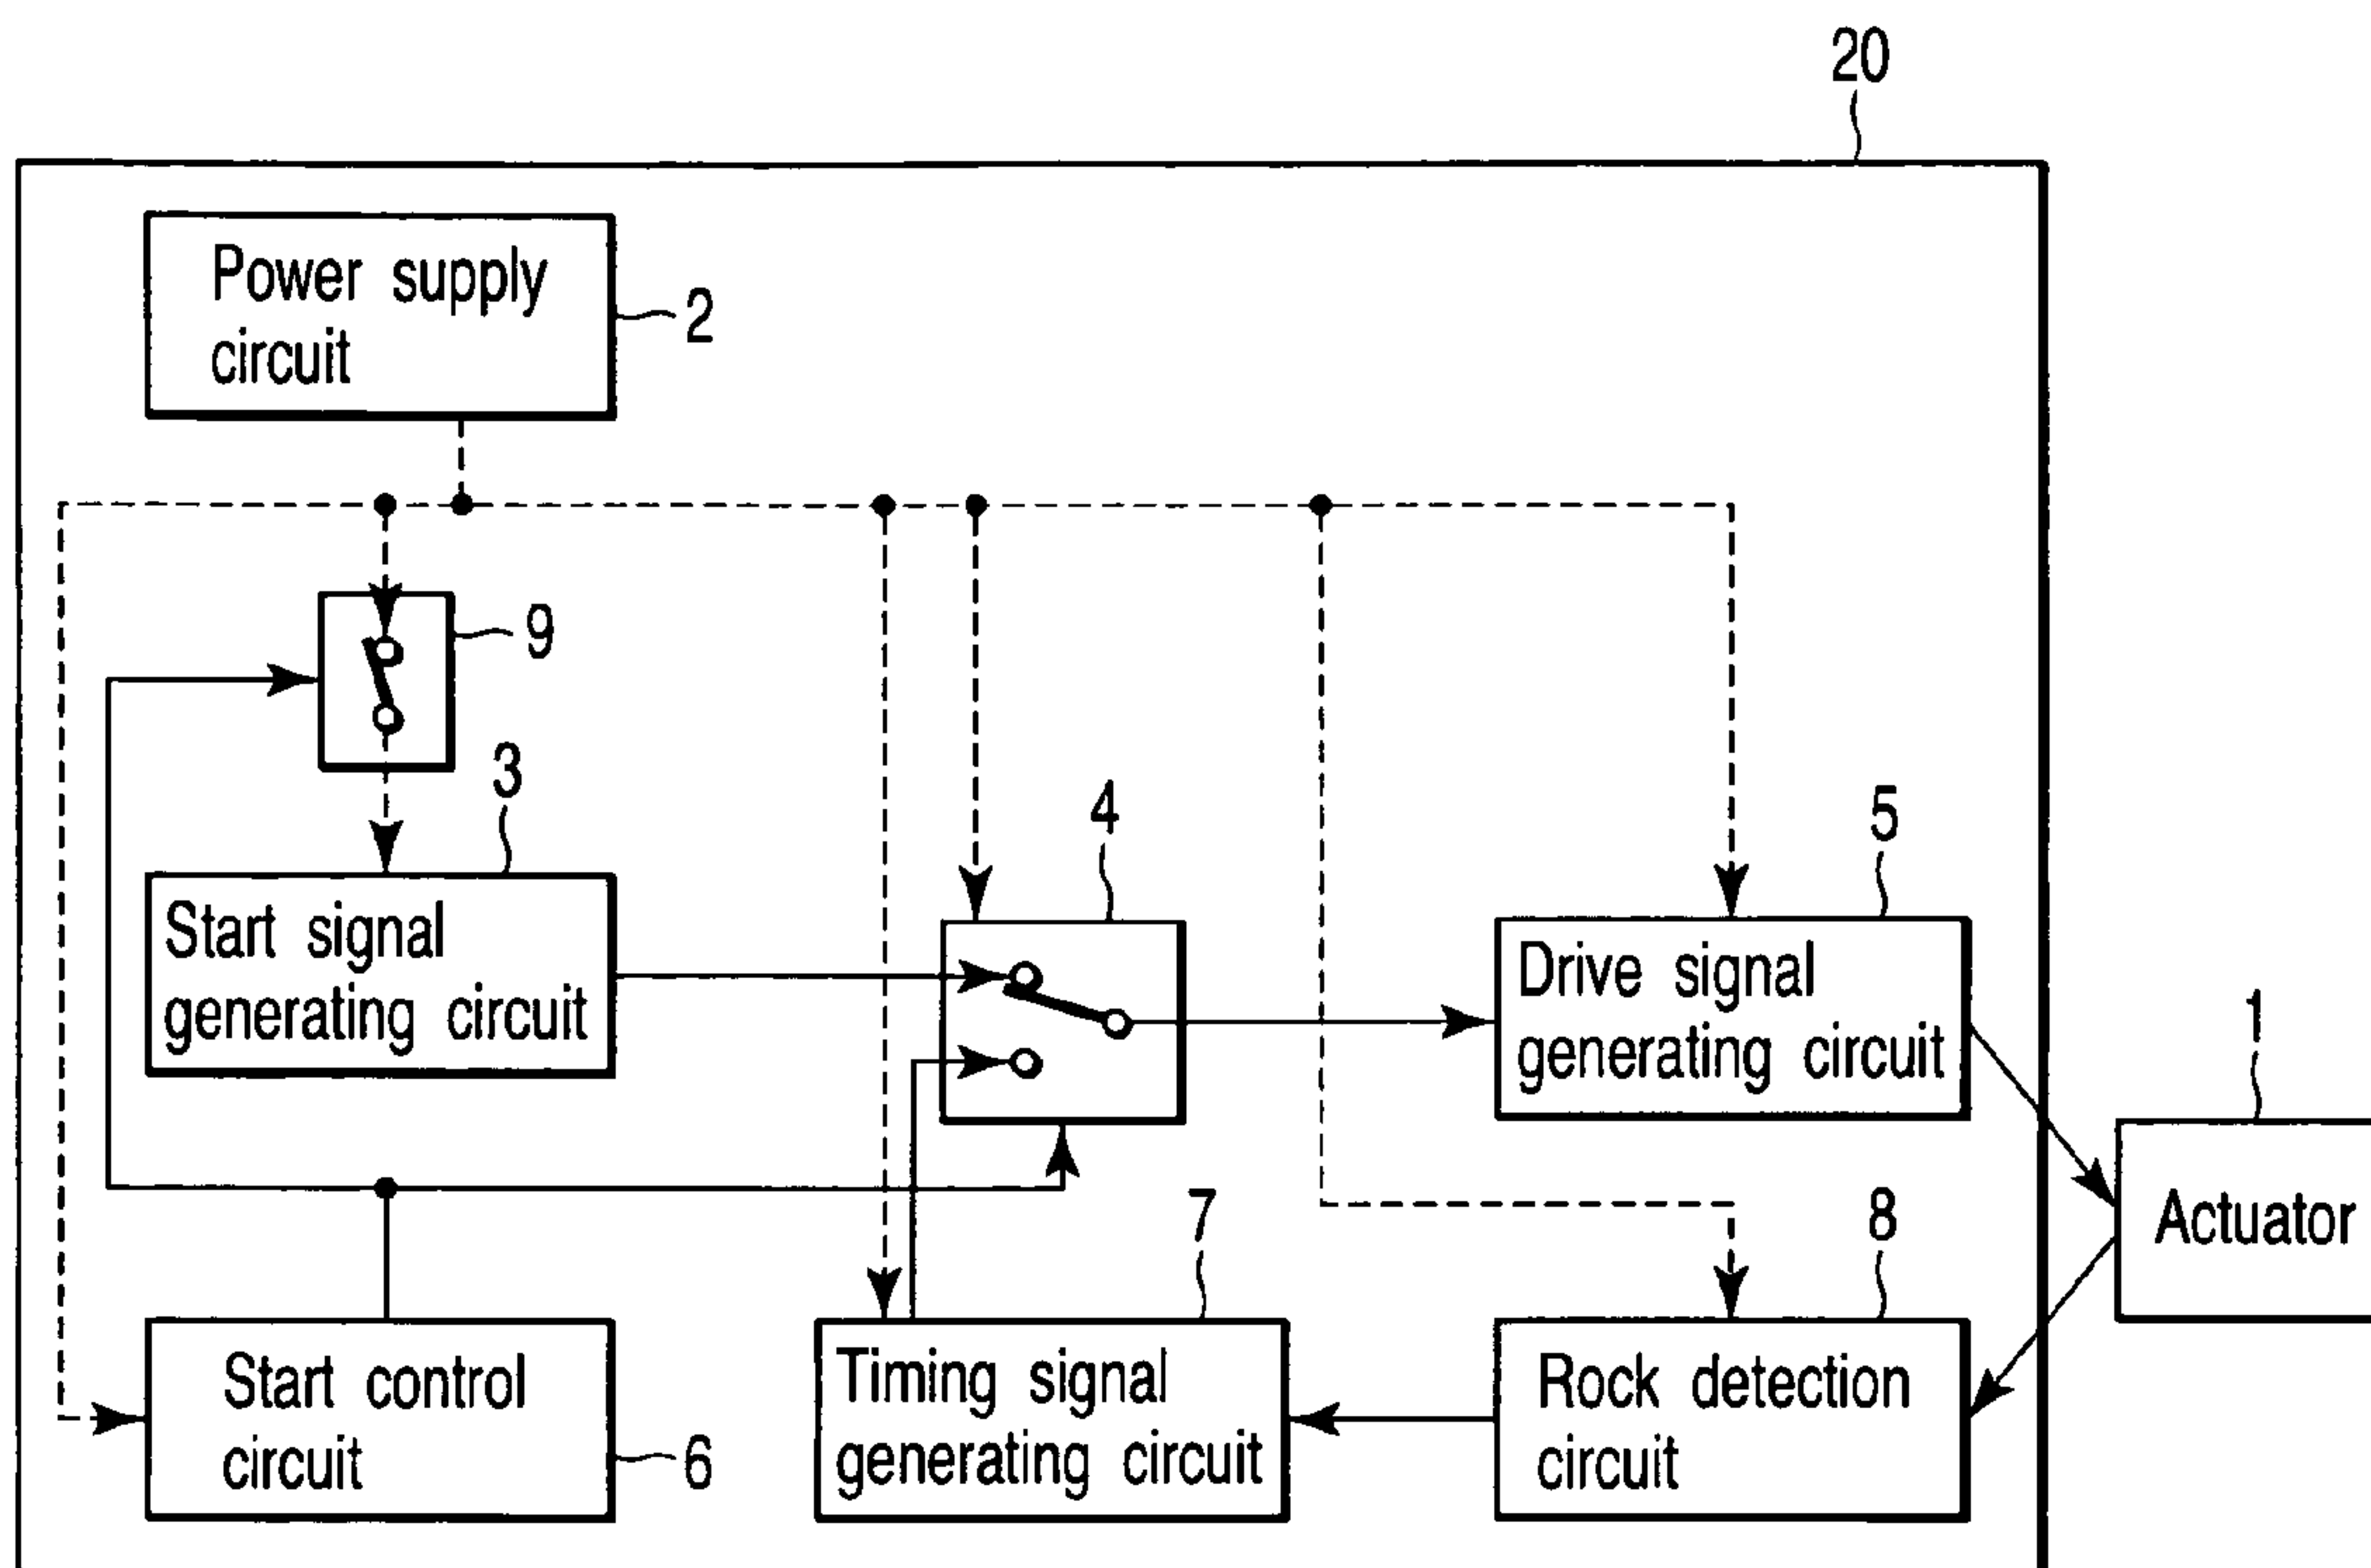 20
Power supply
circuit
2
9
3
4
5
Start signal
generating circuit
Drive signal
generating circuit
1
Actuator
7
8
Start control
circuit
6
Timing signal
generating circuit
Rock detection
circuit